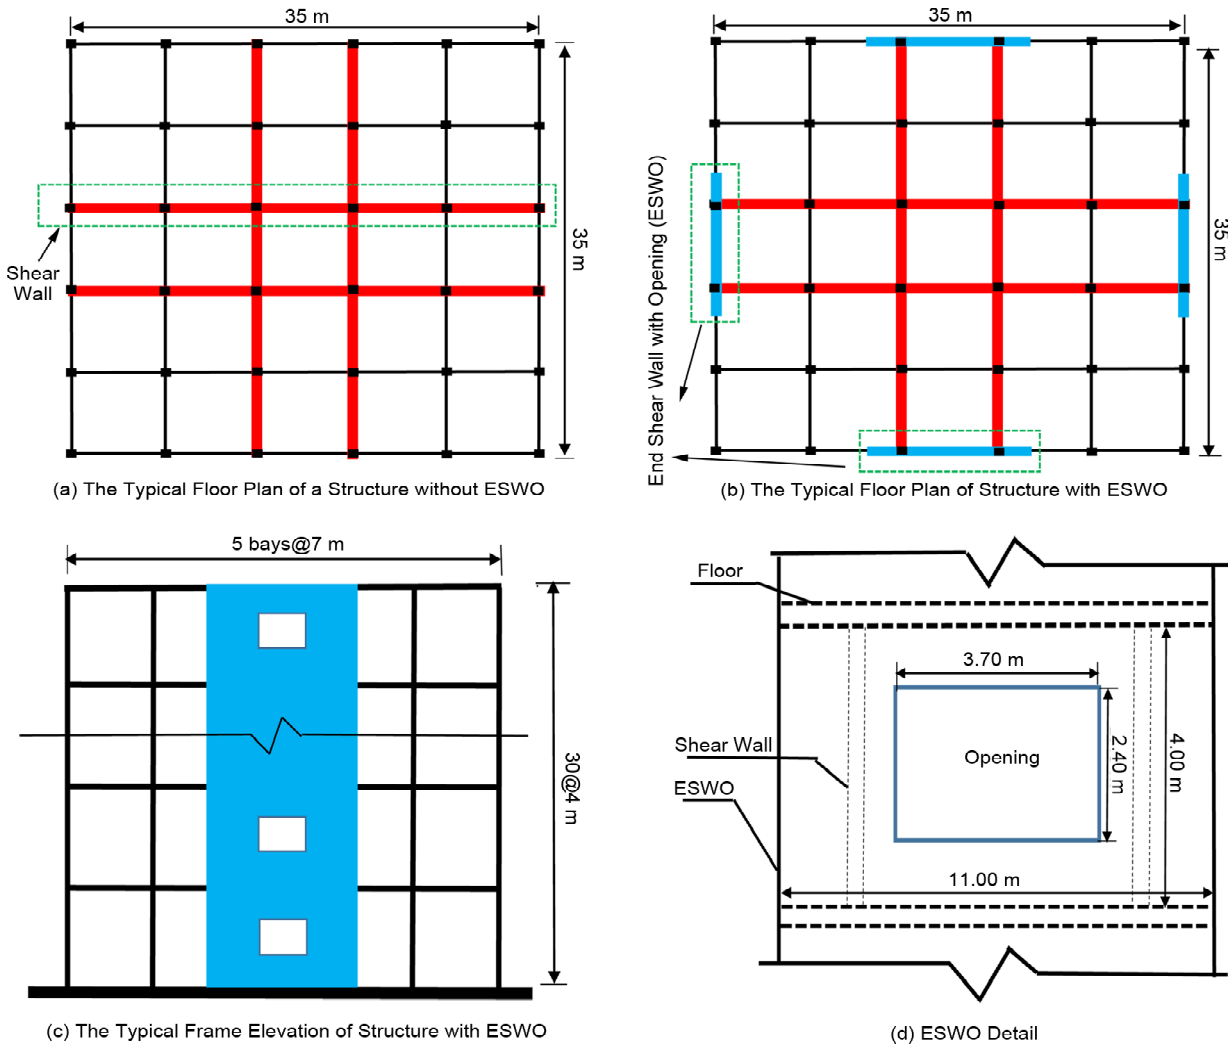 35 m
35 m
Shear
Wall
(a) The Typical Floor Plan of a Structure without ESWO
35 m
35 m
End Shear Wall with Opening (ESWO)
(b) The Typical Floor Plan of Structure with ESWO
5 bays@7 m
30@4 m
(c) The Typical Frame Elevation of Structure with ESWO
Floor
3.70 m
Shear Wall
Opening
2.40 m
4.00 m
ESWO
11.00 m
(d) ESWO Detail